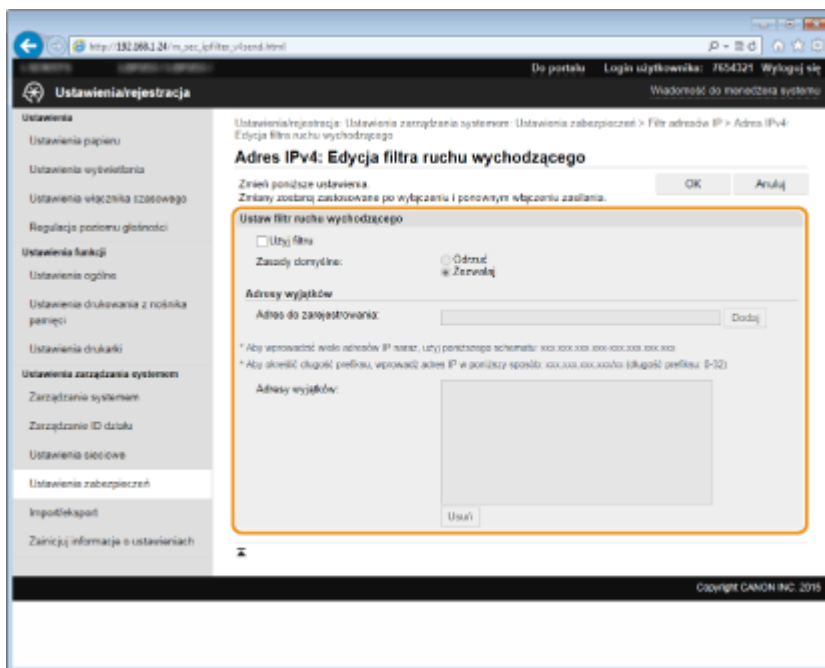 http://192.168.1.24/m_sec_ipfilter_v4send.html
Do portalu Login użytkownika: 7654321 Wyloguj się
Ustawienia/rejestracja
Wiadomość do menedżera systemu
Ustawienia
Ustawienia papieru
Ustawienia wyświetlania
Ustawienia włącznika czasowego
Regulacja poziomu głośności
Ustawienia funkcji
Ustawienia ogólne
Ustawienia drukowania z nośnika
pamięci
Ustawienia drukarki
Ustawienia zarządzania systemem
Zarządzanie systemem
Zarządzanie ID działu
Ustawienia sieciowe
Ustawienia zabezpieczeń
Import/eksport
Zainicjuj informacje o ustawieniach
Ustawienia/rejestracja: Ustawienia zarządzania systemem: Ustawienia zabezpieczeń > Filtr adresów IP > Adres IPv4:
Edycja filtra ruchu wychodzącego
Adres IPv4: Edycja filtra ruchu wychodzącego
Zmień poniższe ustawienia.
Zmiany zostaną zastosowane po wyłączeniu i ponownym włączeniu zasilania.
OK Anuluj
Ustaw filtr ruchu wychodzącego
Użyj filtru
Zasady domyślne: Odrzuć
Zezwalaj
Adresy wyjątków
Adres do zarejestrowania: Dodaj
* Aby wprowadzić wiele adresów IP naraz, użyj poniższego schematu: xxx.xxx.xxx.xxx-xxx.xxx.xxx.xxx
* Aby określić długość prefiksu, wprowadź adres IP w poniższy sposób: xxx.xxx.xxx.xxx/xx (długość prefiksu: 0-32)
Adresy wyjątków:
Usuń
Copyright CANON INC. 2015